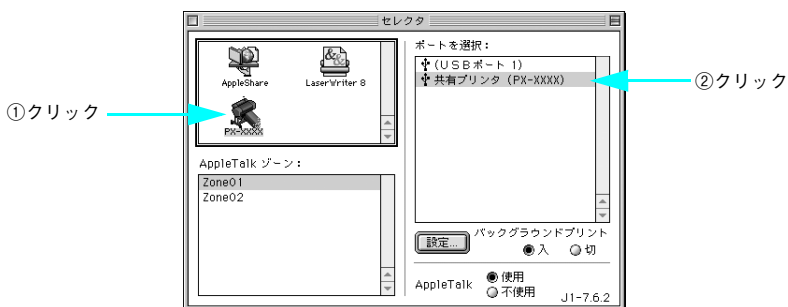 セレクタ
AppleShare
LaserWriter 8
PX-XXXX
①クリック
AppleTalk ゾーン：
Zone01
Zone02
ポートを選択：
(USBポート 1)
共有プリンタ (PX-XXXX)
②クリック
設定...
バックグラウンドプリント
入 切
AppleTalk
使用
不使用
J1-7.6.2